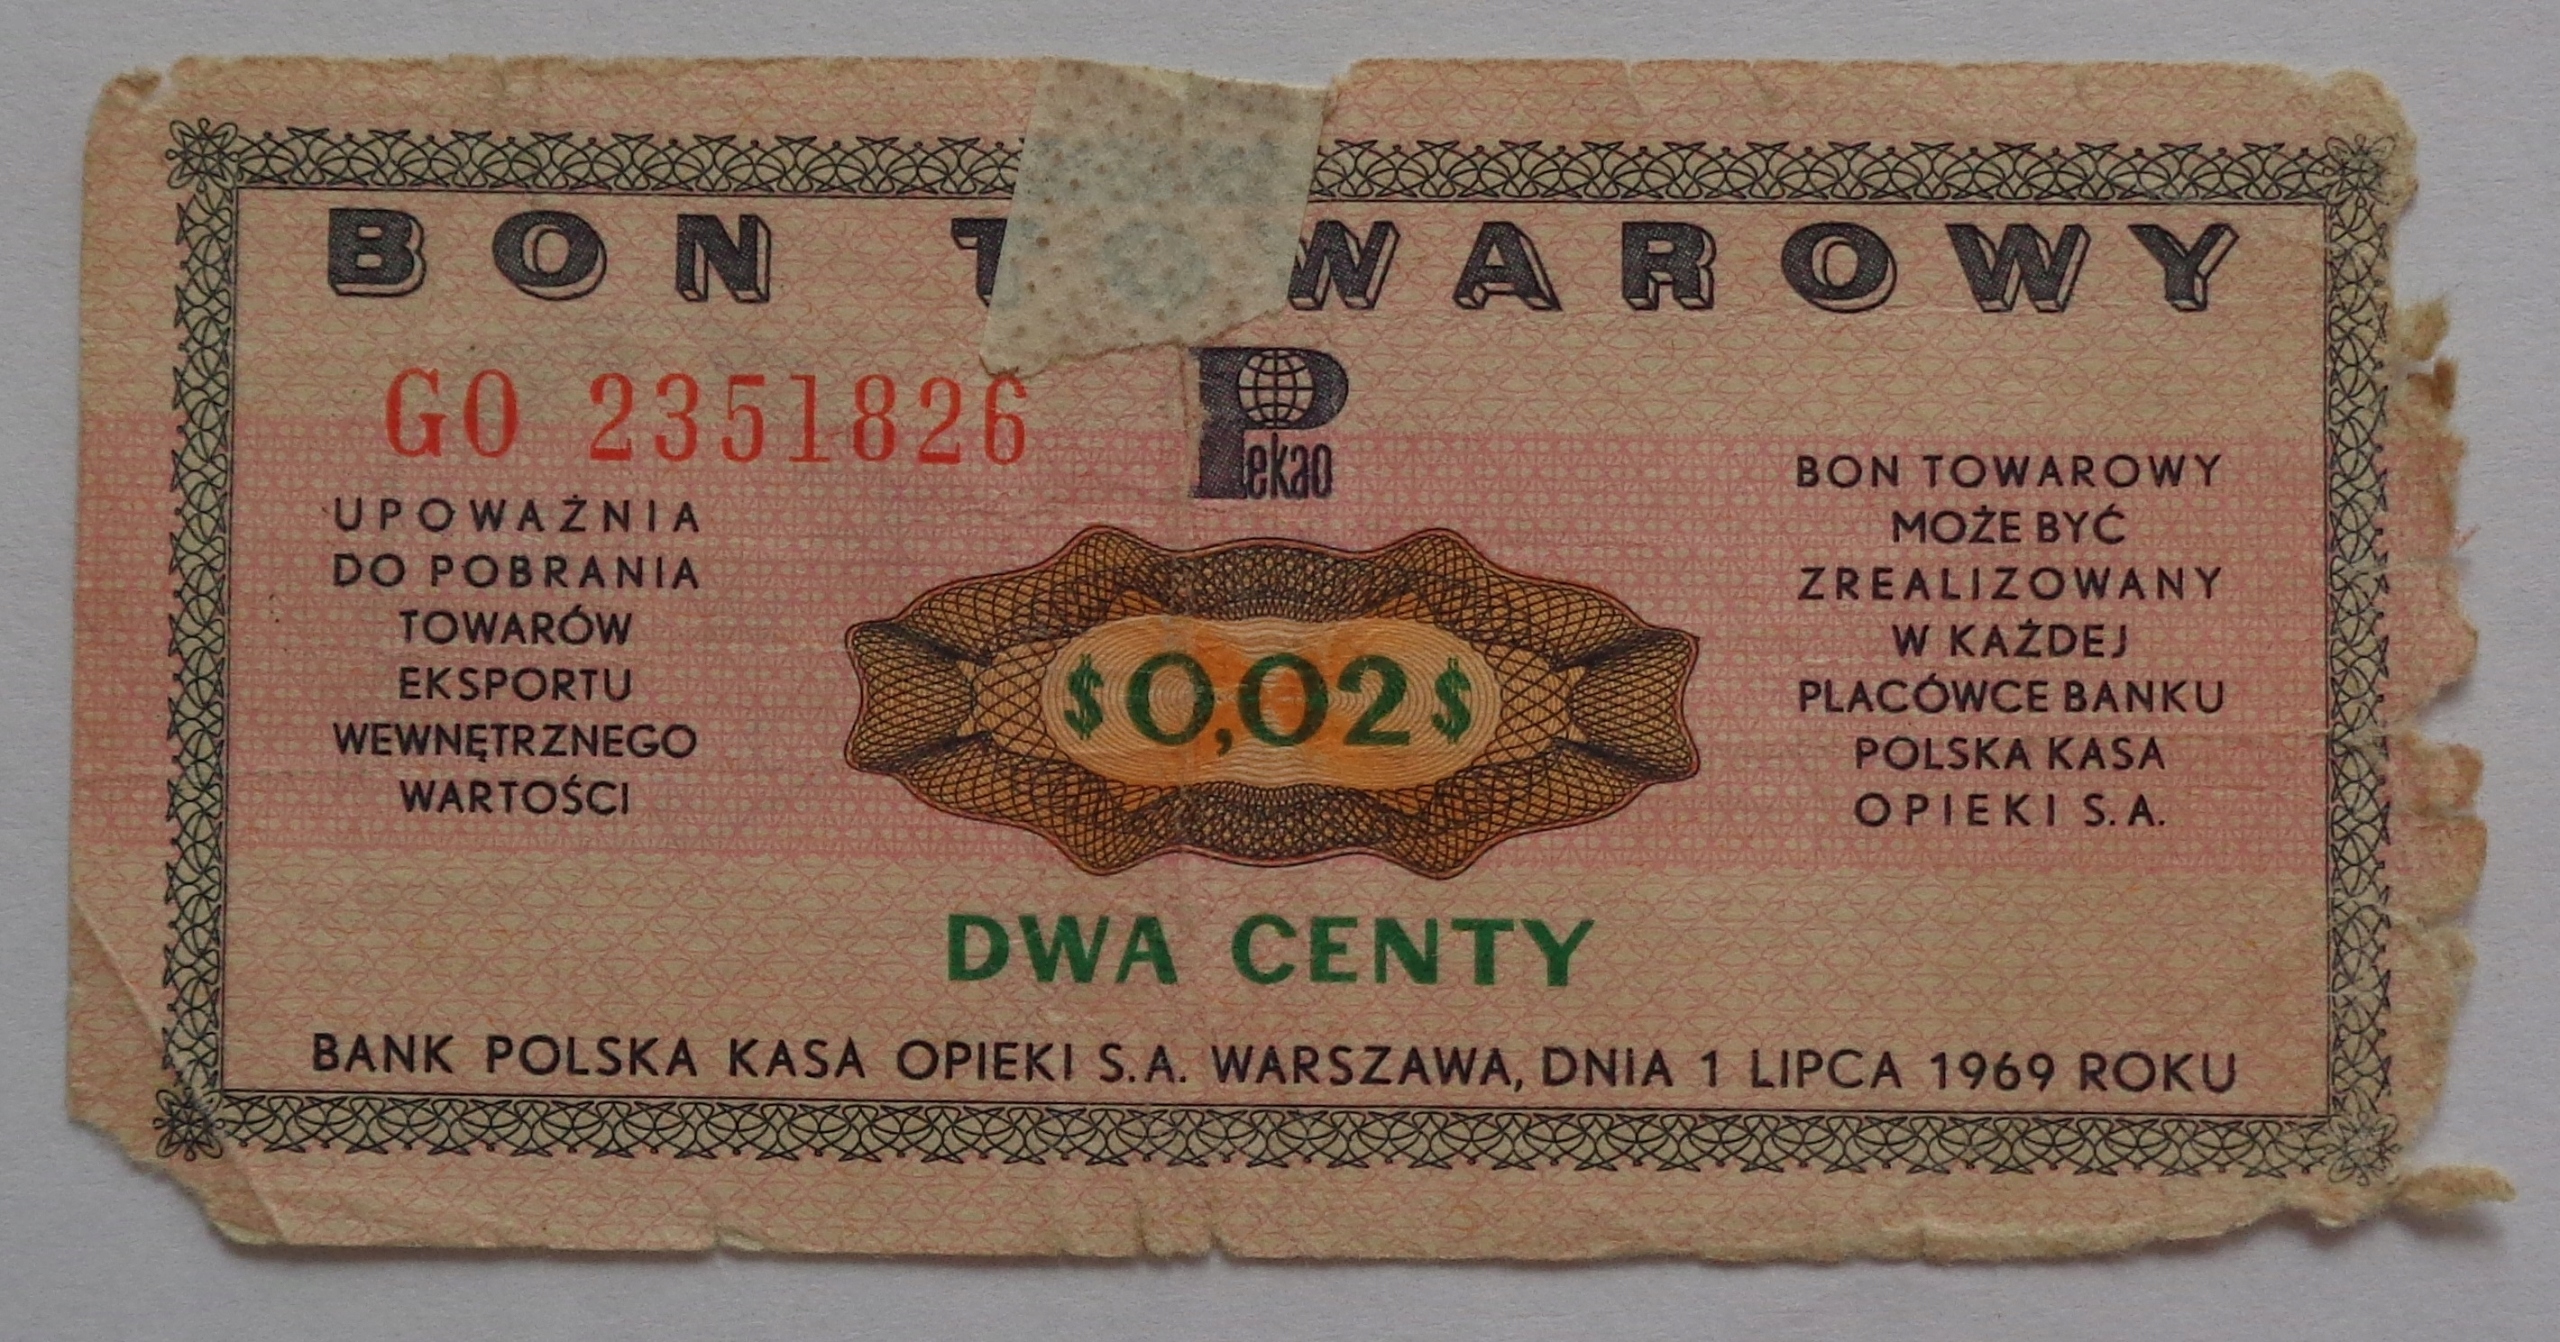 BON TOWAROWY
GO 2351826
Pekao
UPOWAŻNIA
DO POBRANIA
TOWARÓW
EKSPORTU
WEWNĘTRZNEGO
WARTOŚCI
$0,02$
BON TOWAROWY
MOŻE BYĆ
ZREALIZOWANY
W KAŻDEJ
PLACÓWCE BANKU
POLSKA KASA
OPIEKI S.A.
DWA CENTY
BANK POLSKA KASA OPIEKI S.A. WARSZAWA, DNIA 1 LIPCA 1969 ROKU